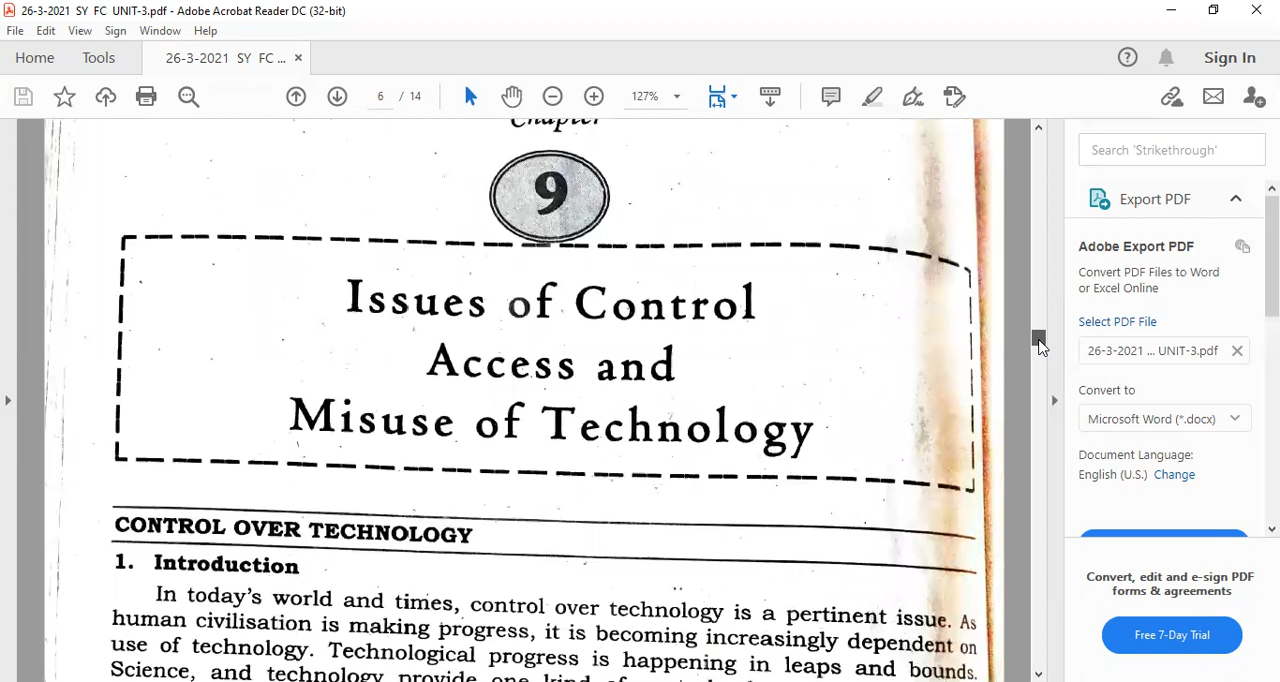 26-3-2021 SY FC UNIT-3.pdf - Adobe Acrobat Reader DC (32-bit)
File Edit View Sign Window Help
Home Tools 26-3-2021 SY FC ... × Sign In
6 / 14 127%
Chapter
9
Issues of Control
Access and
Misuse of Technology
CONTROL OVER TECHNOLOGY
1. Introduction
In today's world and times, control over technology is a pertinent issue. As
human civilisation is making progress, it is becoming increasingly dependent on
use of technology. Technological progress is happening in leaps and bounds.
Science, and technology provide one kind of
Search 'Strikethrough'
Export PDF
Adobe Export PDF
Convert PDF Files to Word
or Excel Online
Select PDF File
26-3-2021 ... UNIT-3.pdf
Convert to
Microsoft Word (*.docx)
Document Language:
English (U.S.) Change
Convert, edit and e-sign PDF
forms & agreements
Free 7-Day Trial